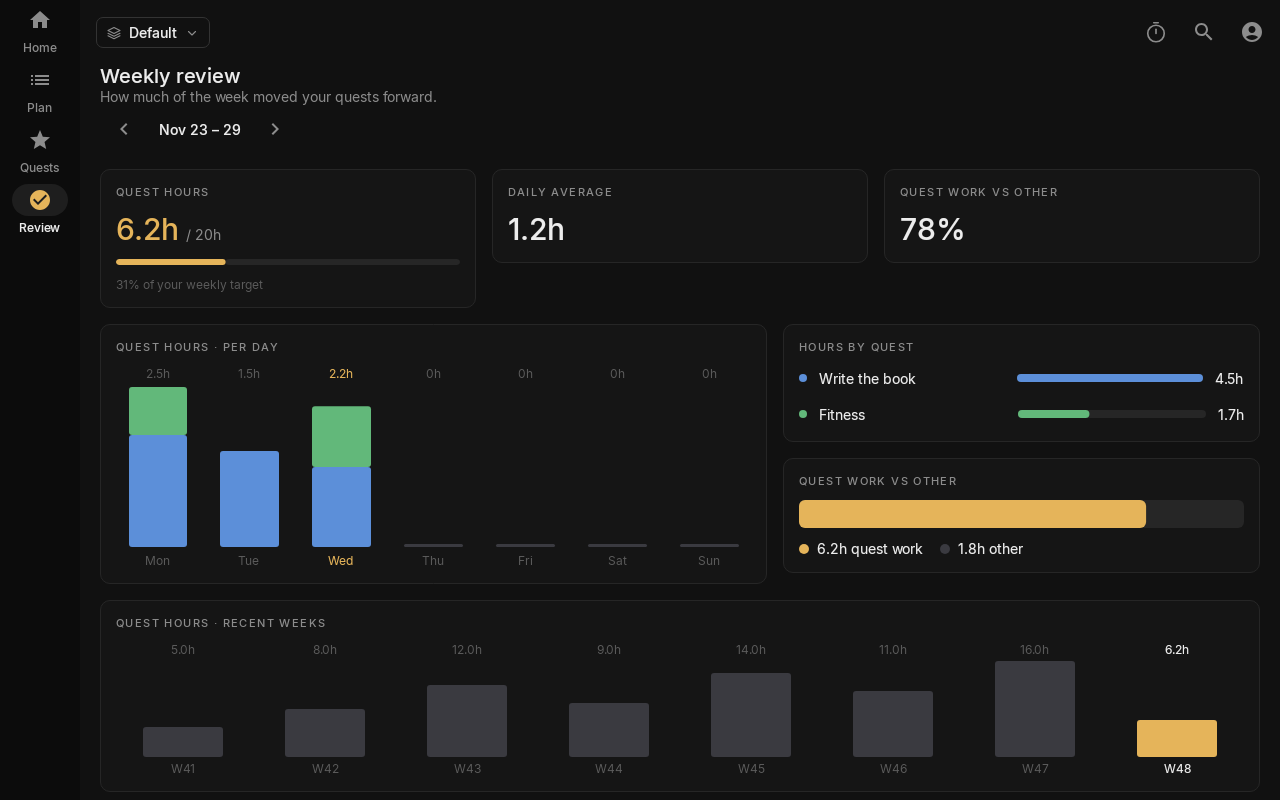 Home
Plan
Quests
Review
Default
Weekly review
How much of the week moved your quests forward.
Nov 23 – 29
QUEST HOURS
6.2h / 20h
31% of your weekly target
DAILY AVERAGE
1.2h
QUEST WORK VS OTHER
78%
QUEST HOURS · PER DAY
2.5h 1.5h 2.2h 0h 0h 0h 0h
Mon Tue Wed Thu Fri Sat Sun
HOURS BY QUEST
Write the book 4.5h
Fitness 1.7h
QUEST WORK VS OTHER
6.2h quest work 1.8h other
QUEST HOURS · RECENT WEEKS
5.0h 8.0h 12.0h 9.0h 14.0h 11.0h 16.0h 6.2h
W41 W42 W43 W44 W45 W46 W47 W48